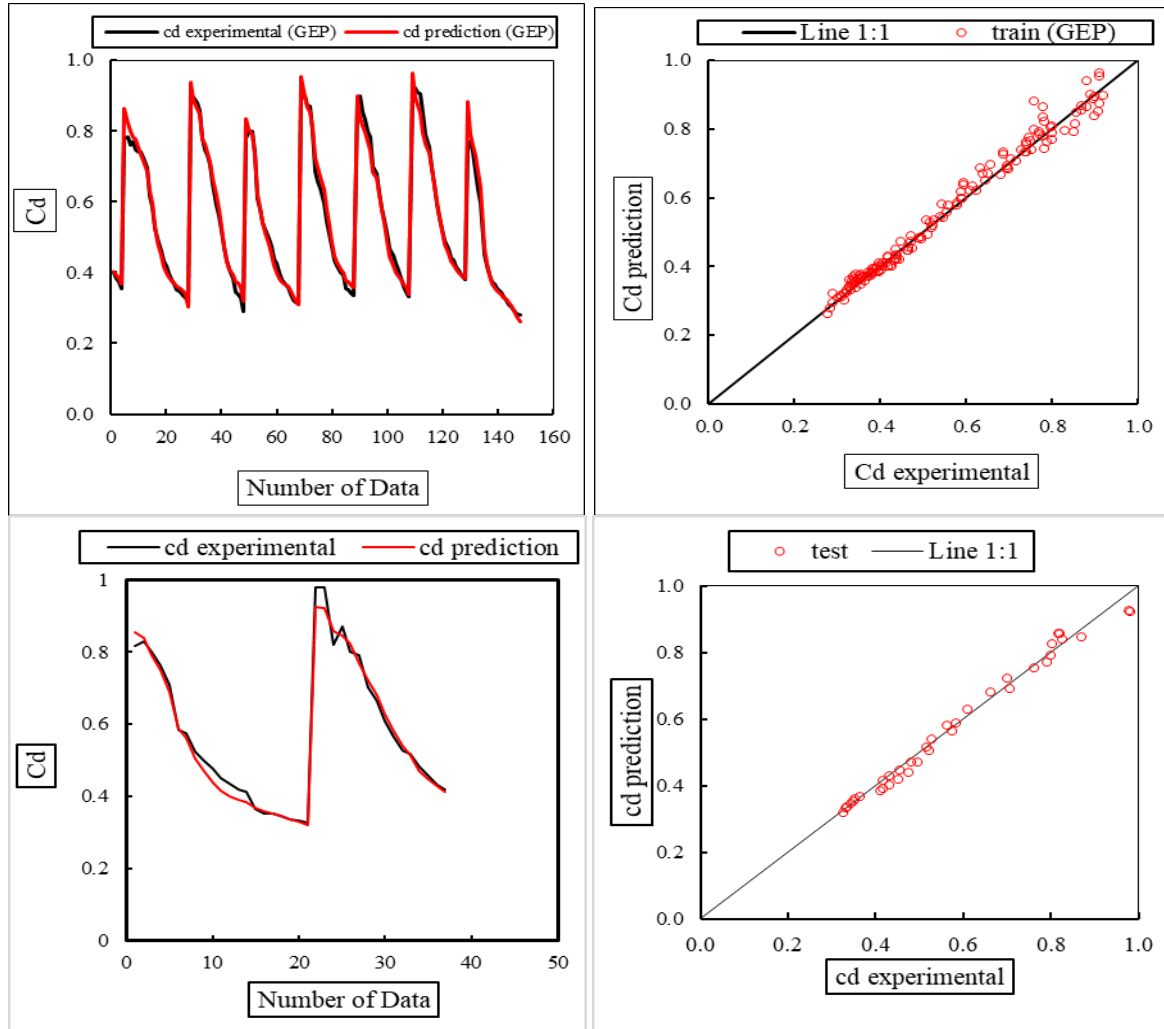 cd experimental (GEP) cd prediction (GEP)
1.0
0.8
0.6
0.4
0.2
0.0
Cd
0 20 40 60 80 100 120 140 160
Number of Data
Line 1:1 train (GEP)
1.0
0.8
0.6
0.4
0.2
0.0
Cd prediction
0.0 0.2 0.4 0.6 0.8 1.0
Cd experimental
cd experimental cd prediction
1
0.8
0.6
0.4
0.2
0
Cd
0 10 20 30 40 50
Number of Data
test Line 1:1
1.0
0.8
0.6
0.4
0.2
0.0
cd prediction
0.0 0.2 0.4 0.6 0.8 1.0
cd experimental